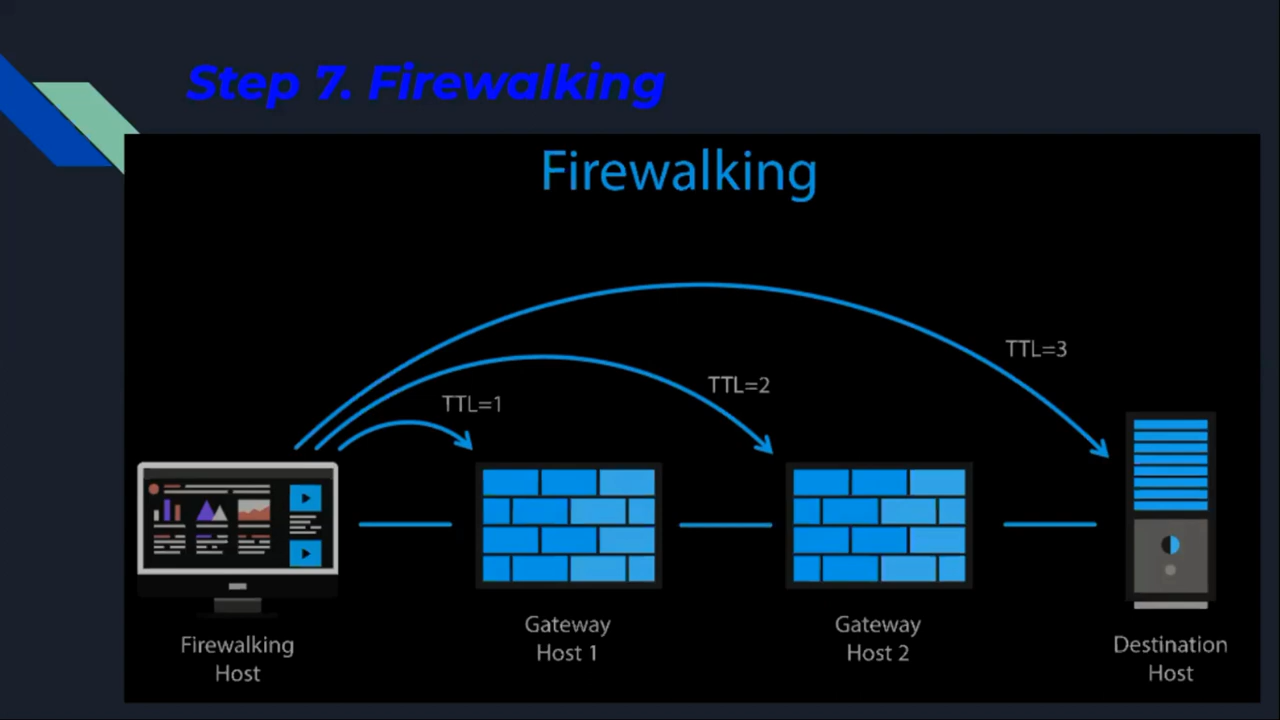 Step 7. Firewalking
Firewalking
TTL=3
TTL=2
TTL=1
Firewalking
Host
Gateway
Host 1
Gateway
Host 2
Destination
Host